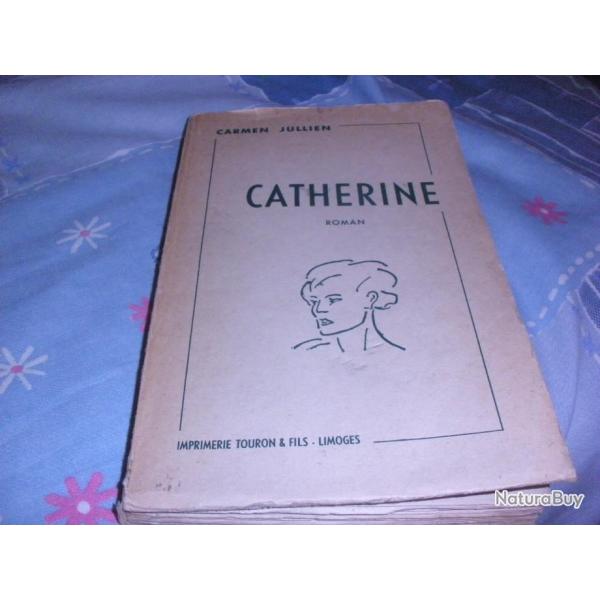 CARMEN JULLIEN
CATHERINE
ROMAN
IMPRIMERIE TOURON & FILS - LIMOGES
NaturaBuy